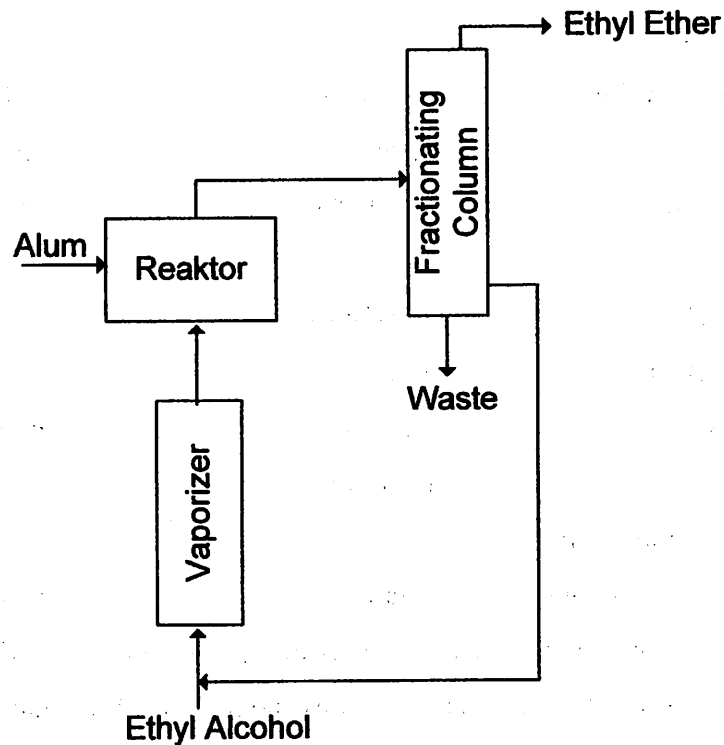 Ethyl Ether
Fractionating
Column
Alum
Reaktor
Waste
Vaporizer
Ethyl Alcohol